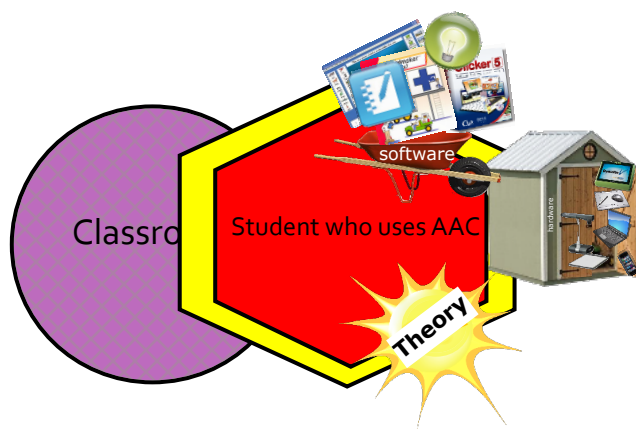 Clicker 5
software
hardware
Classro
Student who uses AAC
Theory